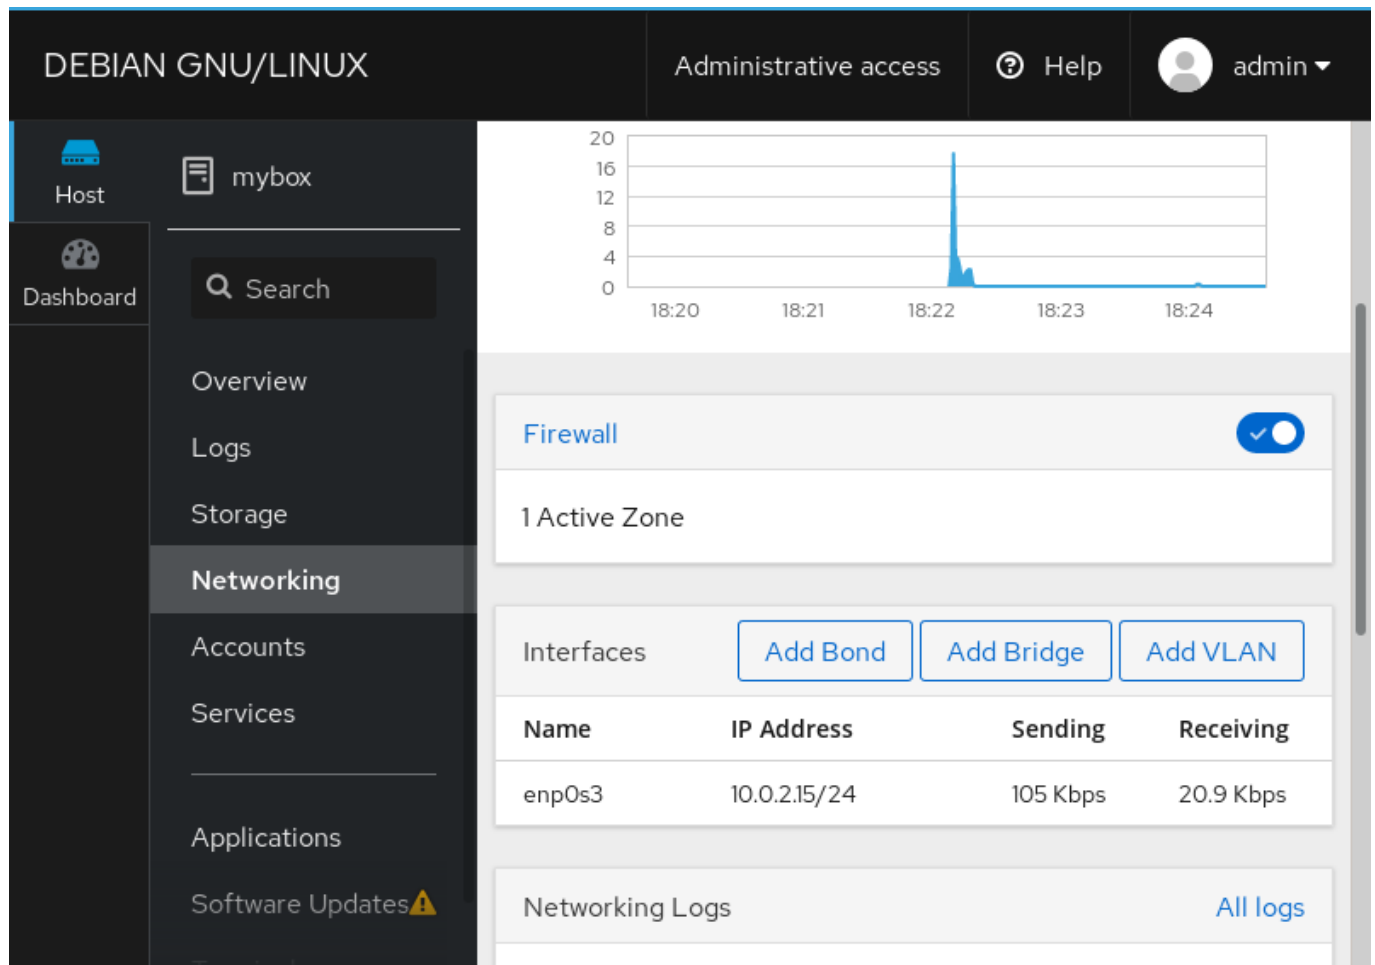 DEBIAN GNU/LINUX
Administrative access
Help
admin
Host
Dashboard
mybox
Search
Overview
Logs
Storage
Networking
Accounts
Services
Applications
Software Updates
20
16
12
8
4
0
18:20 18:21 18:22 18:23 18:24
Firewall
1 Active Zone
Interfaces Add Bond Add Bridge Add VLAN
Name IP Address Sending Receiving
enp0s3 10.0.2.15/24 105 Kbps 20.9 Kbps
Networking Logs All logs